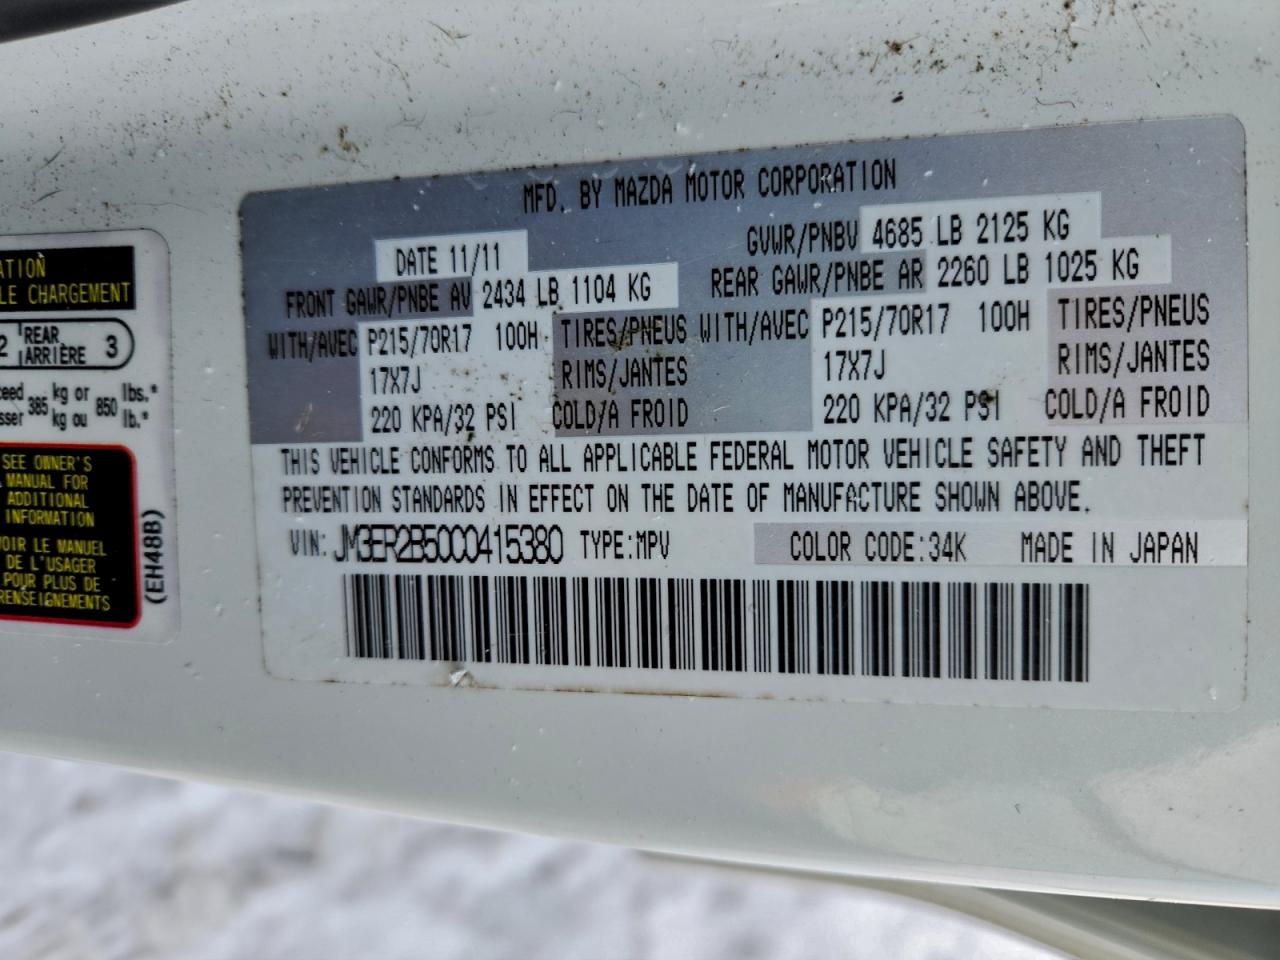 ATION
LE CHARGEMENT
2 REAR 3
ARRIÈRE
ceed 385 kg or 850 lbs.*
sser kg ou lb.*
SEE OWNER'S
MANUAL FOR
ADDITIONAL
INFORMATION
OIR LE MANUEL
DE L'USAGER
POUR PLUS DE
RENSEIGNEMENTS
(EH48B)
MFD. BY MAZDA MOTOR CORPORATION
DATE 11/11 GVWR/PNBV 4685 LB 2125 KG
FRONT GAWR/PNBE AV 2434 LB 1104 KG REAR GAWR/PNBE AR 2260 LB 1025 KG
WITH/AVEC P215/70R17 100H TIRES/PNEUS WITH/AVEC P215/70R17 100H TIRES/PNEUS
17X7J RIMS/JANTES 17X7J RIMS/JANTES
220 KPA/32 PSI COLD/A FROID 220 KPA/32 PSI COLD/A FROID
THIS VEHICLE CONFORMS TO ALL APPLICABLE FEDERAL MOTOR VEHICLE SAFETY AND THEFT
PREVENTION STANDARDS IN EFFECT ON THE DATE OF MANUFACTURE SHOWN ABOVE.
VIN: JM3ER2B50C0415380 TYPE:MPV COLOR CODE:34K MADE IN JAPAN